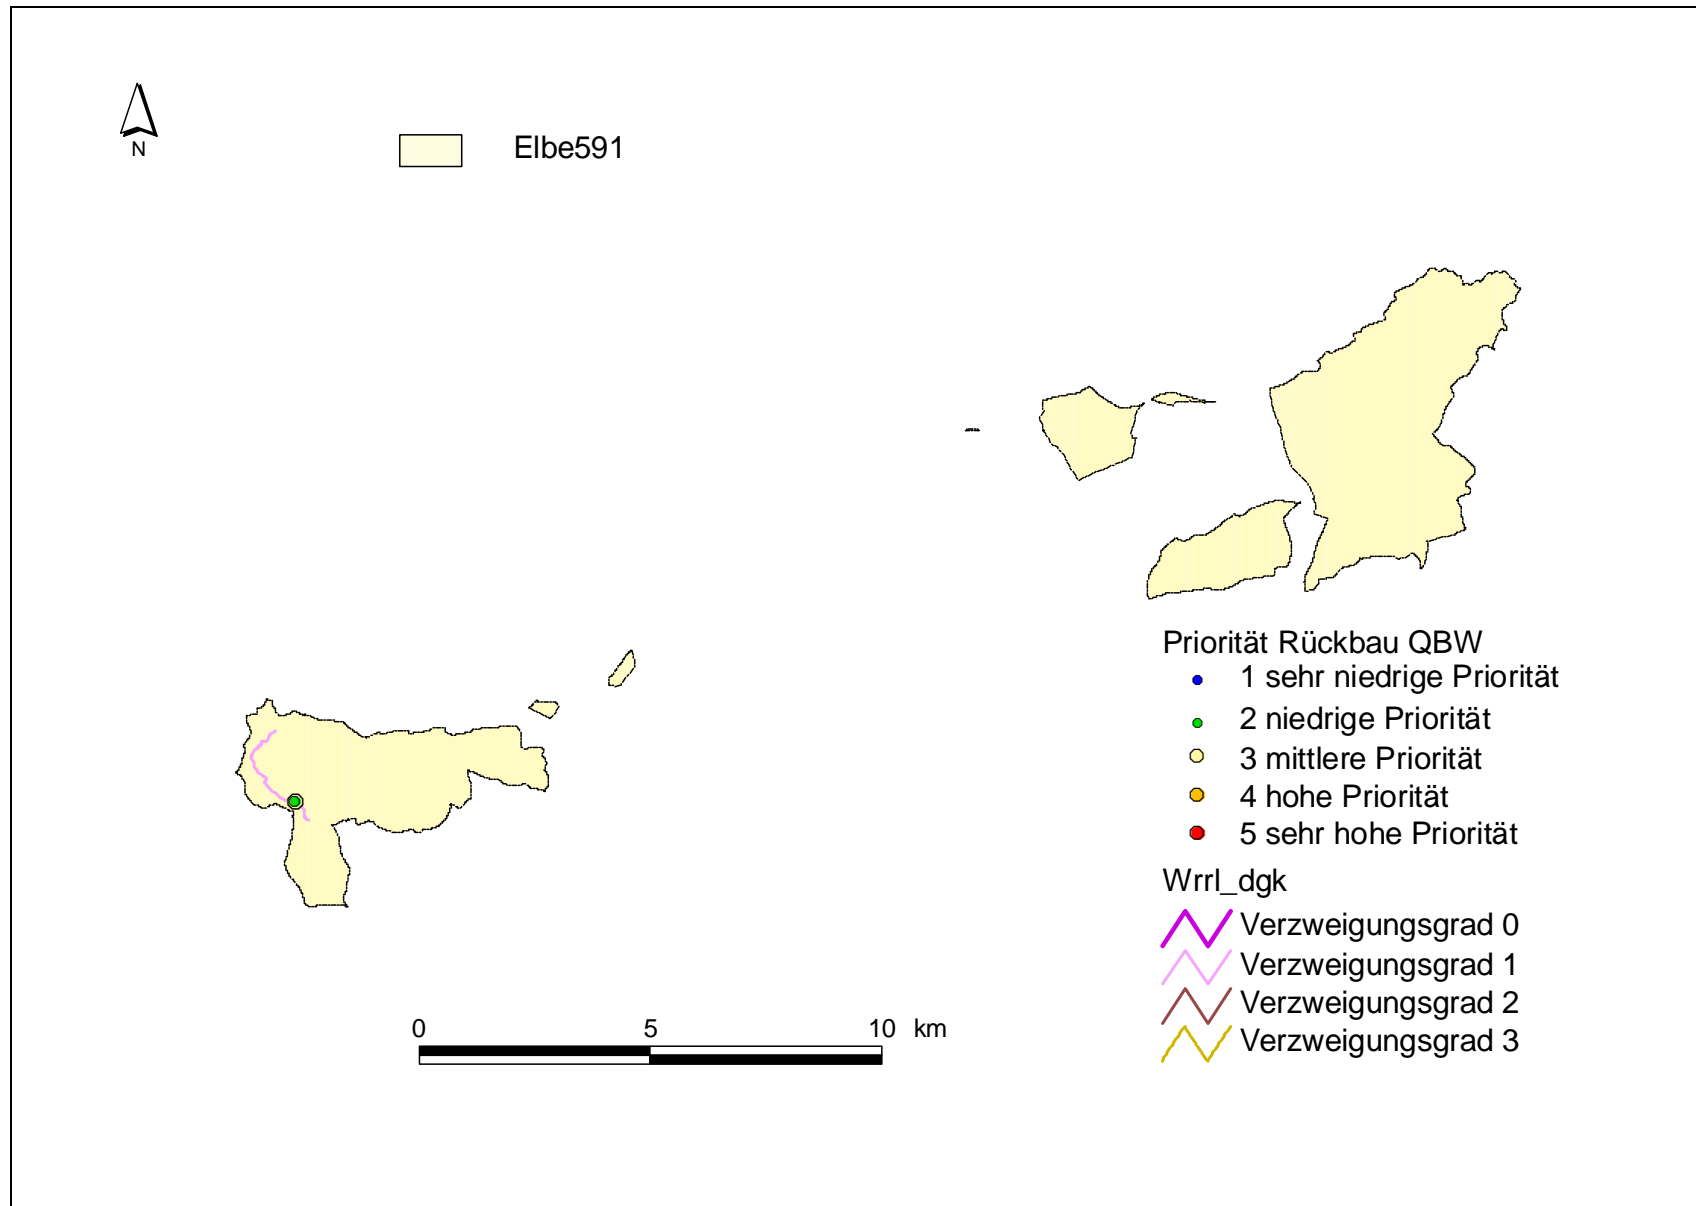 N
Elbe591
Priorität Rückbau QBW
1 sehr niedrige Priorität
2 niedrige Priorität
3 mittlere Priorität
4 hohe Priorität
5 sehr hohe Priorität
Wrrl_dgk
Verzweigungsgrad 0
Verzweigungsgrad 1
Verzweigungsgrad 2
Verzweigungsgrad 3
0 5 10 km